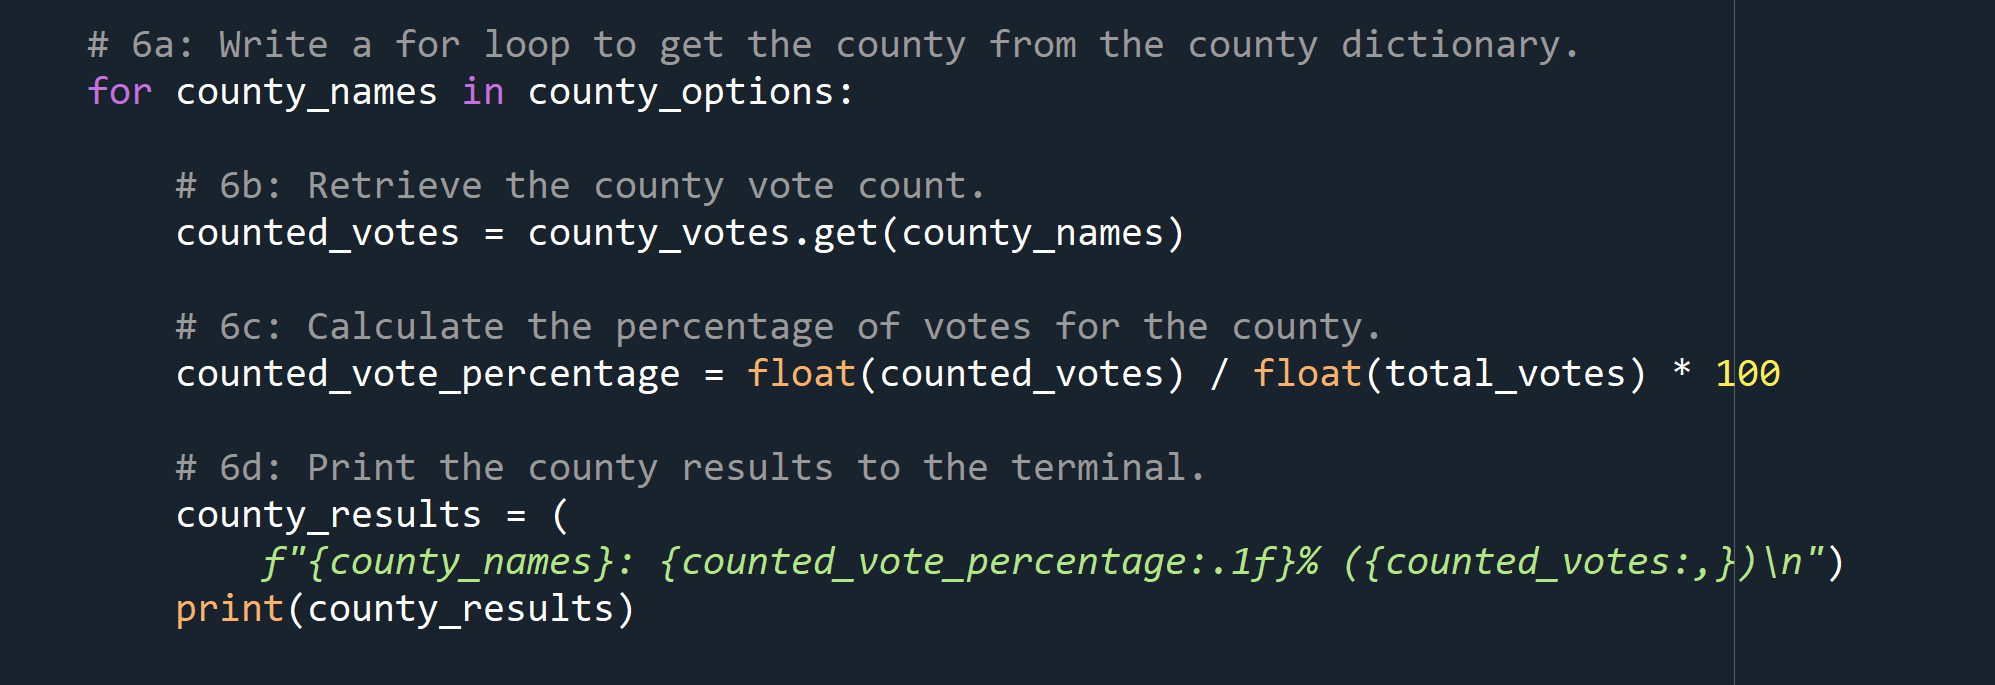 # 6a: Write a for loop to get the county from the county dictionary.
for county_names in county_options:
# 6b: Retrieve the county vote count.
counted_votes = county_votes.get(county_names)
# 6c: Calculate the percentage of votes for the county.
counted_vote_percentage = float(counted_votes) / float(total_votes) * 100
# 6d: Print the county results to the terminal.
county_results = (
f"{county_names}: {counted_vote_percentage:.1f}% ({counted_votes:,})\n")
print(county_results)